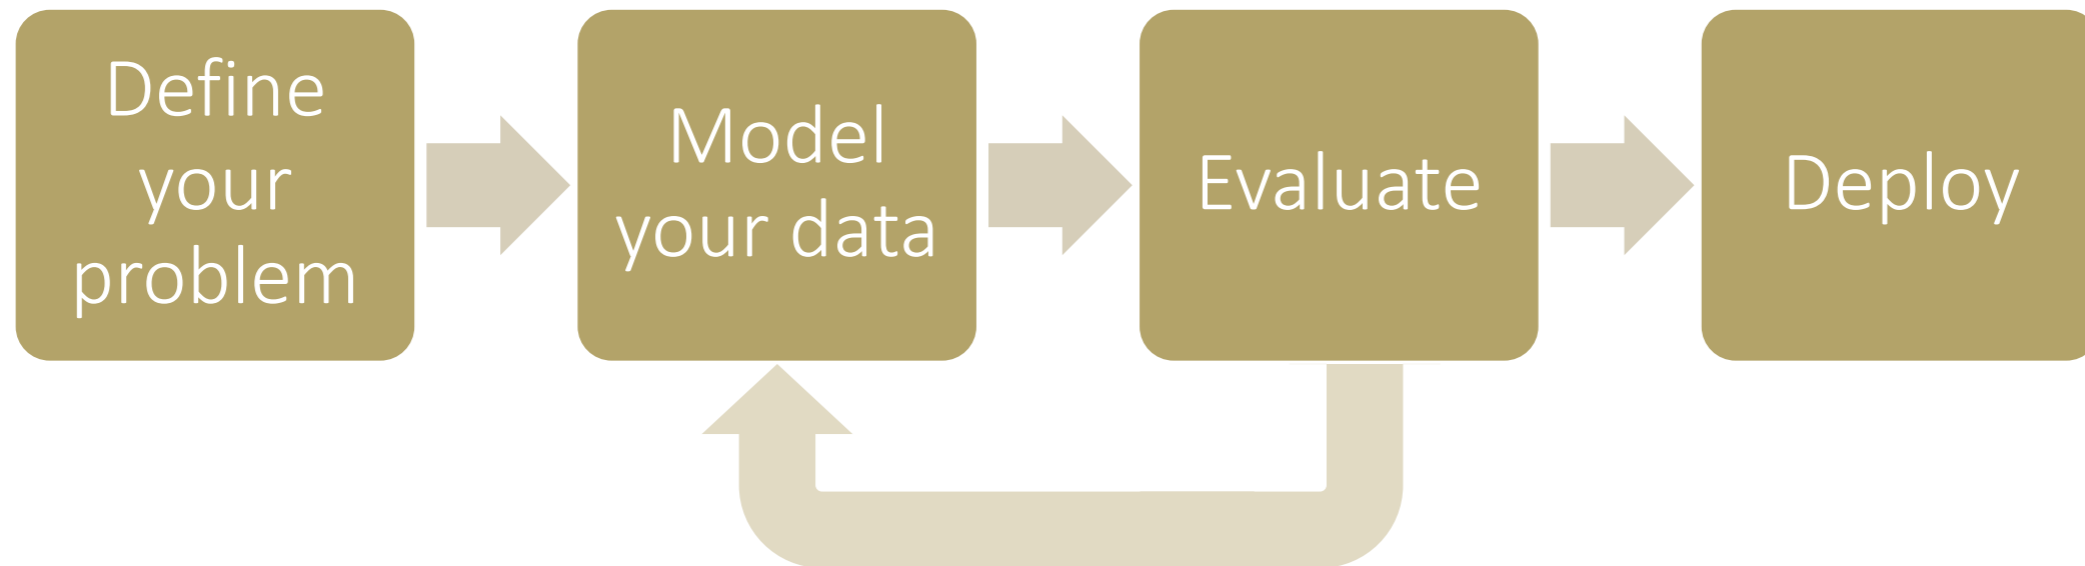 Define
your
problem
Model
your data
Evaluate
Deploy